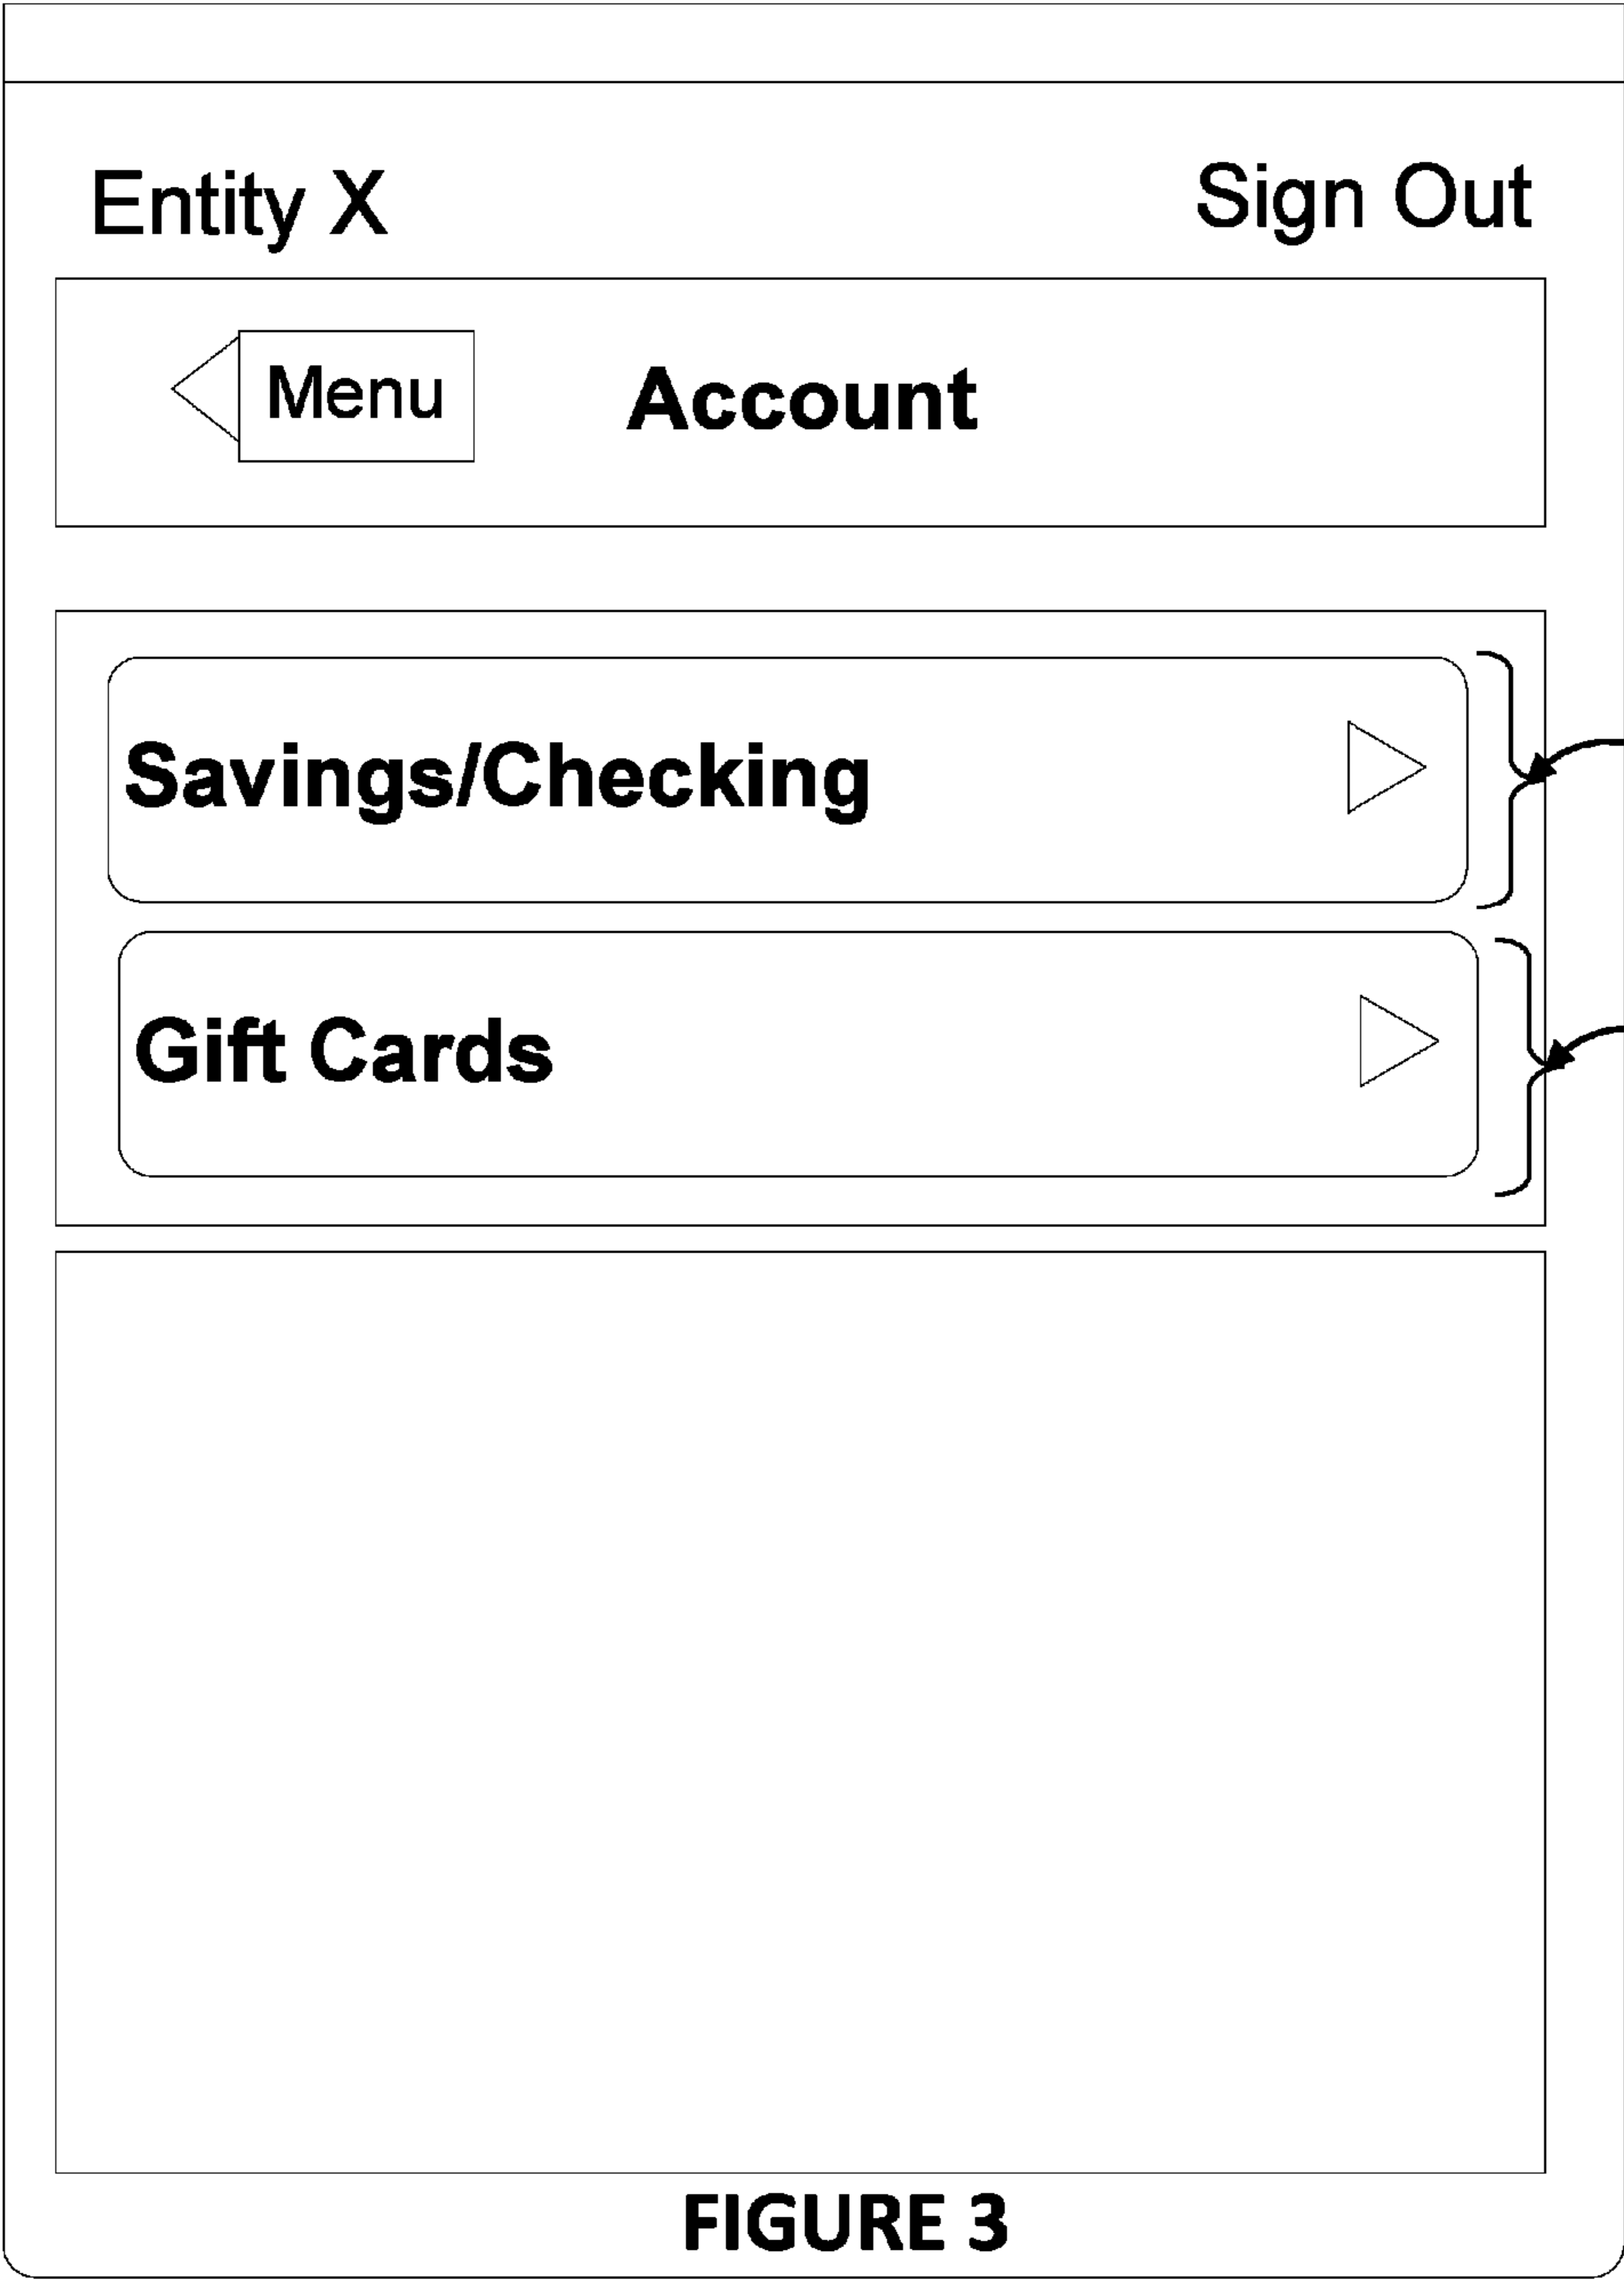 Entity X Sign Out
Menu Account
Savings/Checking
Gift Cards
FIGURE 3